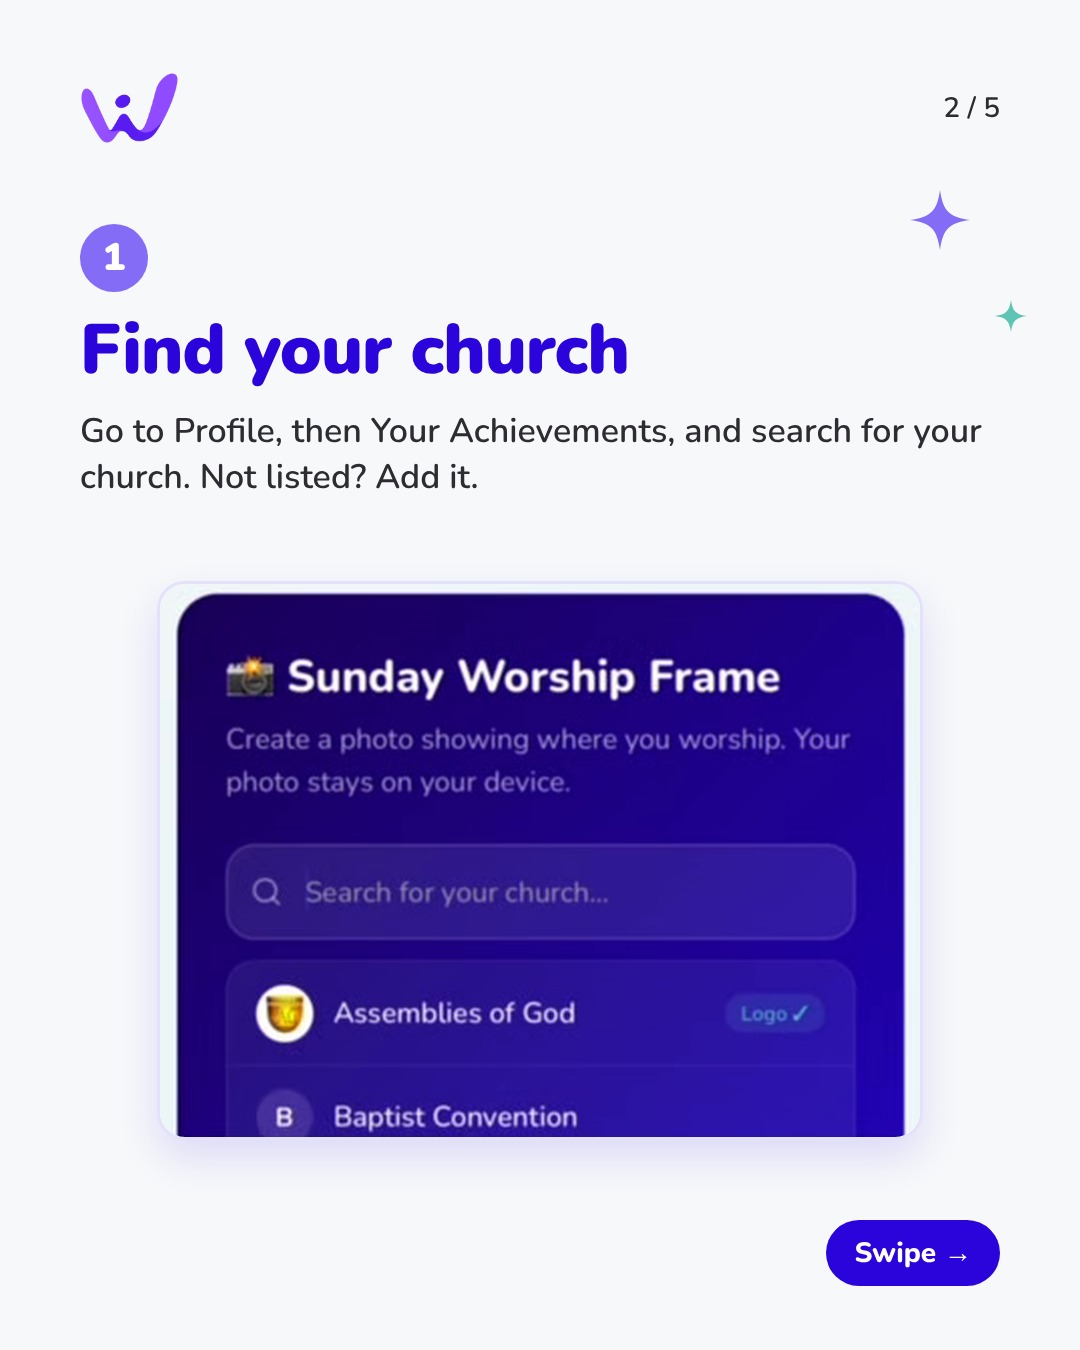 2 / 5
1
Find your church
Go to Profile, then Your Achievements, and search for your
church. Not listed? Add it.
Sunday Worship Frame
Create a photo showing where you worship. Your
photo stays on your device.
Search for your church...
Assemblies of God
Logo ✓
B
Baptist Convention
Swipe →